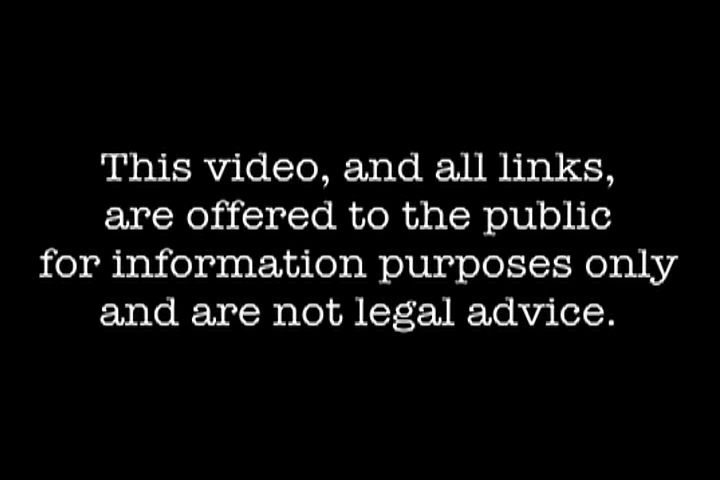 This video, and all links,
are offered to the public
for information purposes only
and are not legal advice.